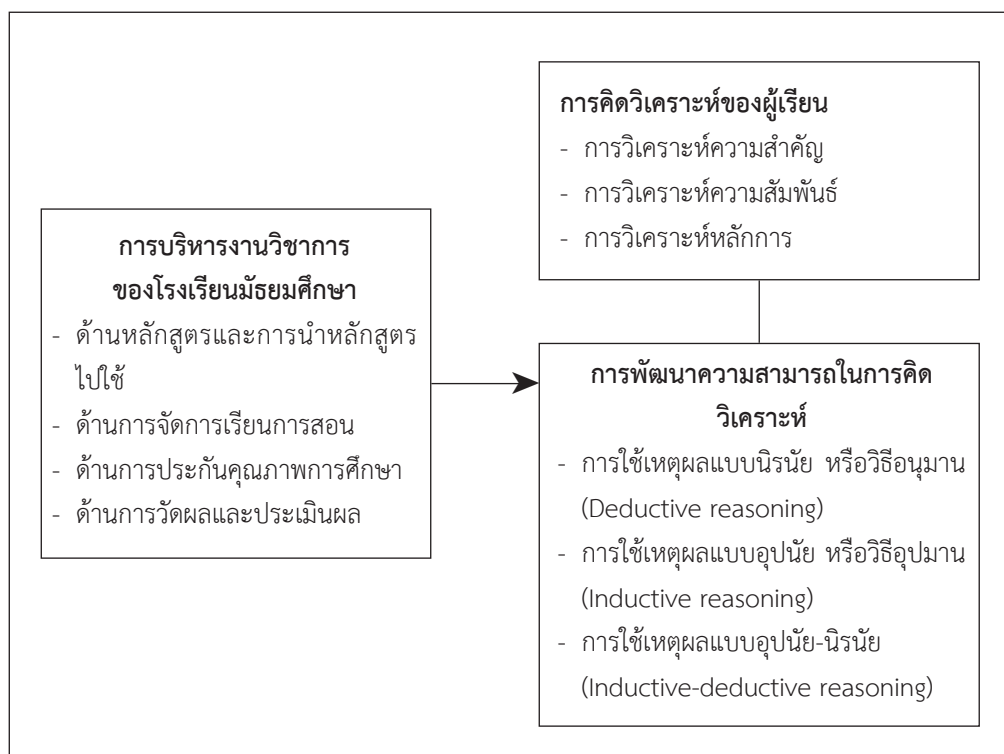 การคิดวิเคราะห์ของผู้เรียน
- การวิเคราะห์ความสำคัญ
- การวิเคราะห์ความสัมพันธ์
- การวิเคราะห์หลักการ
การบริหารงานวิชาการ
ของโรงเรียนมัธยมศึกษา
- ด้านหลักสูตรและการนำหลักสูตร
ไปใช้
- ด้านการจัดการเรียนการสอน
- ด้านการประกันคุณภาพการศึกษา
- ด้านการวัดผลและประเมินผล
การพัฒนาความสามารถในการคิด
วิเคราะห์
- การใช้เหตุผลแบบนิรนัย หรือวิธีอนุมาน
(Deductive reasoning)
- การใช้เหตุผลแบบอุปนัย หรือวิธีอุปมาน
(Inductive reasoning)
- การใช้เหตุผลแบบอุปนัย-นิรนัย
(Inductive-deductive reasoning)